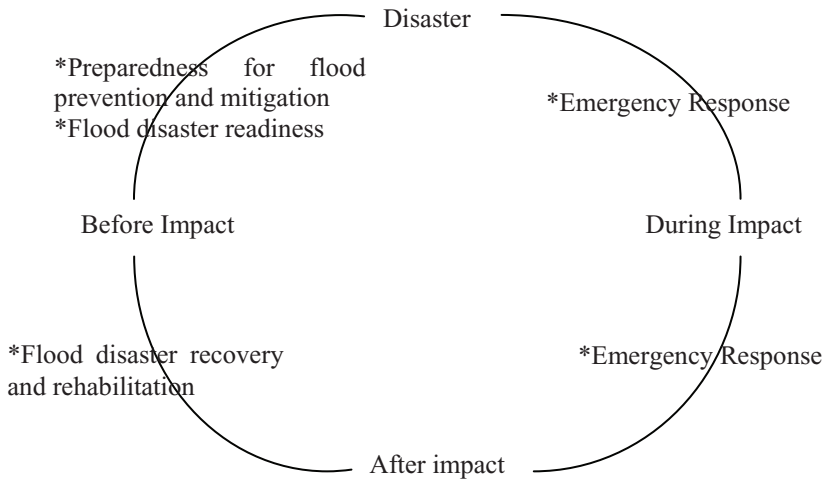 Disaster
*Preparedness for flood
prevention and mitigation
*Flood disaster readiness
*Emergency Response
Before Impact
During Impact
*Flood disaster recovery
and rehabilitation
*Emergency Response
After impact